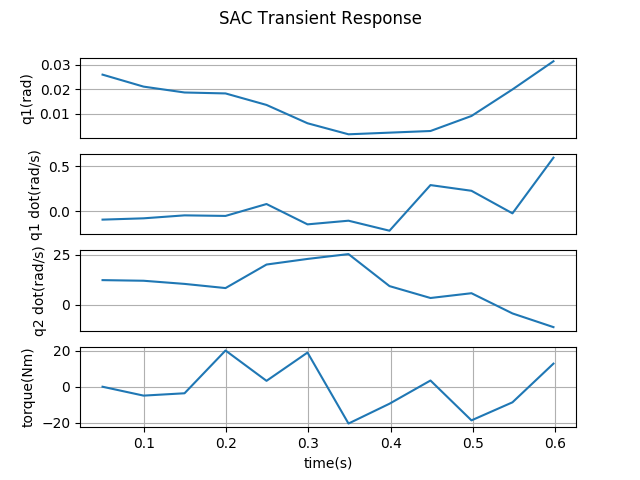 SAC Transient Response
0.03
0.02
0.01
q1(rad)
0.5
0.0
q1 dot(rad/s)
25
0
q2 dot(rad/s)
20
0
−20
torque(Nm)
0.1 0.2 0.3 0.4 0.5 0.6
time(s)